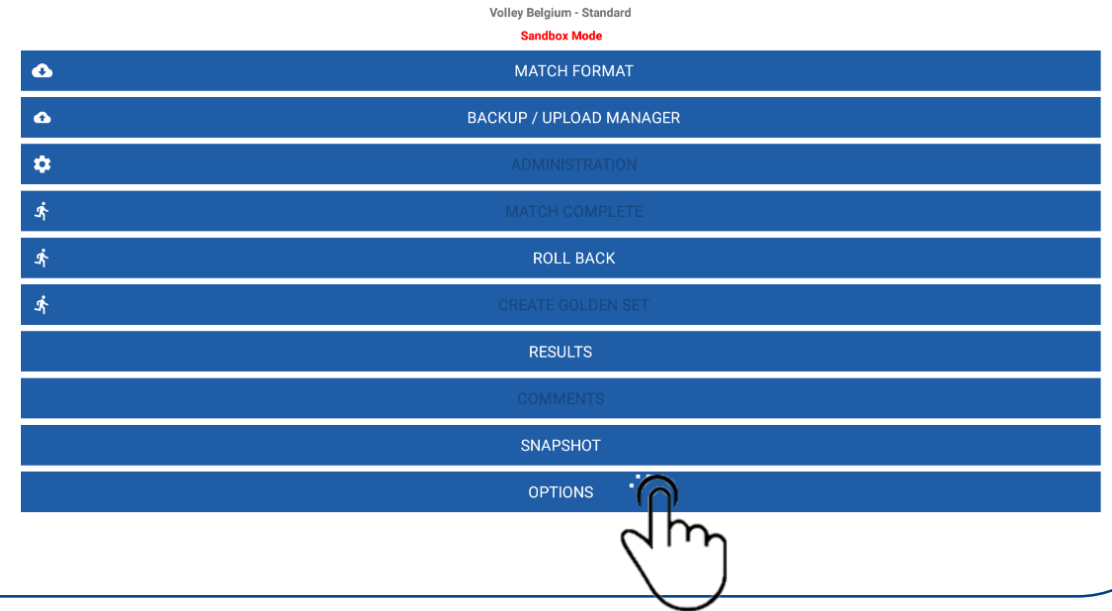 Volley Belgium - Standard
Sandbox Mode
MATCH FORMAT
BACKUP / UPLOAD MANAGER
ADMINISTRATION
MATCH COMPLETE
ROLL BACK
CREATE GOLDEN SET
RESULTS
COMMENTS
SNAPSHOT
OPTIONS